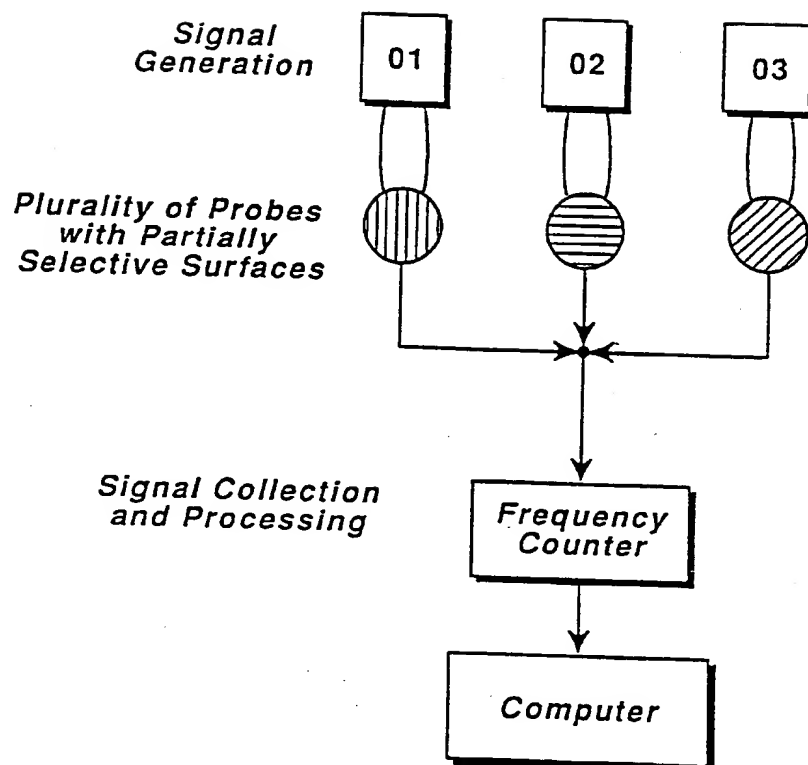 Signal
Generation
01
02
03
Plurality of Probes
with Partially
Selective Surfaces
Signal Collection
and Processing
Frequency
Counter
Computer